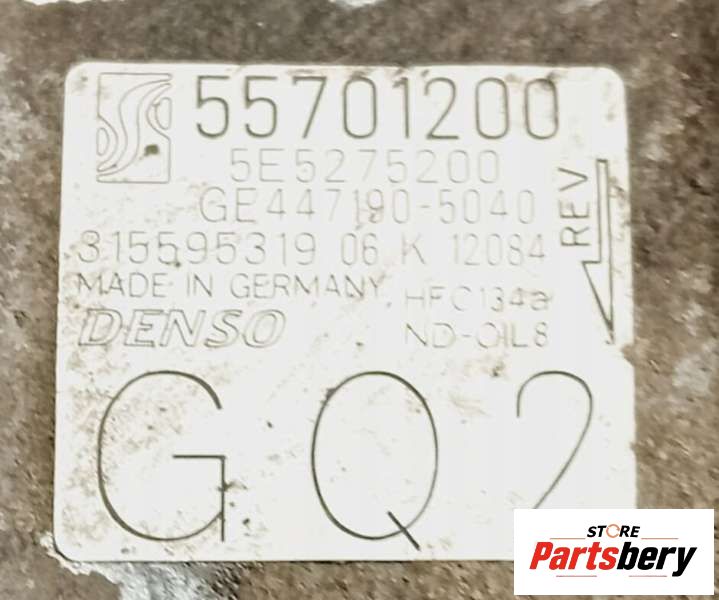 55701200
5E5275200
GE447190-5040
315595319 06 K 12084
REV
MADE IN GERMANY
HFC134a
DENSO
ND-OIL8
GQ2
STORE
Partsbery